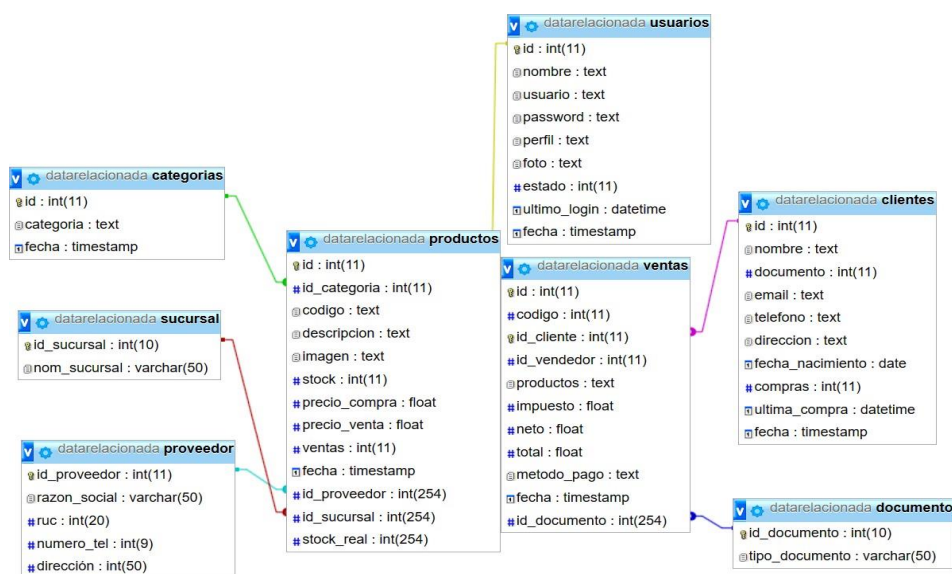 datarelacionada usuarios
id : int(11)
nombre : text
usuario : text
password : text
perfil : text
foto : text
# estado : int(11)
ultimo_login : datetime
fecha : timestamp
datarelacionada categorias
id : int(11)
categoria : text
fecha : timestamp
datarelacionada clientes
id : int(11)
nombre : text
# documento : int(11)
email : text
telefono : text
direccion : text
fecha_nacimiento : date
# compras : int(11)
ultima_compra : datetime
fecha : timestamp
datarelacionada productos
id : int(11)
# id_categoria : int(11)
codigo : text
descripcion : text
imagen : text
# stock : int(11)
# precio_compra : float
# precio_venta : float
# ventas : int(11)
fecha : timestamp
# id_proveedor : int(254)
# id_sucursal : int(254)
# stock_real : int(254)
datarelacionada ventas
id : int(11)
# codigo : int(11)
id_cliente : int(11)
# id_vendedor : int(11)
productos : text
# impuesto : float
# neto : float
# total : float
metodo_pago : text
fecha : timestamp
# id_documento : int(254)
datarelacionada sucursal
id_sucursal : int(10)
nom_sucursal : varchar(50)
datarelacionada proveedor
id_proveedor : int(11)
razon_social : varchar(50)
# ruc : int(20)
# numero_tel : int(9)
# dirección : int(50)
datarelacionada documento
id_documento : int(10)
tipo_documento : varchar(50)